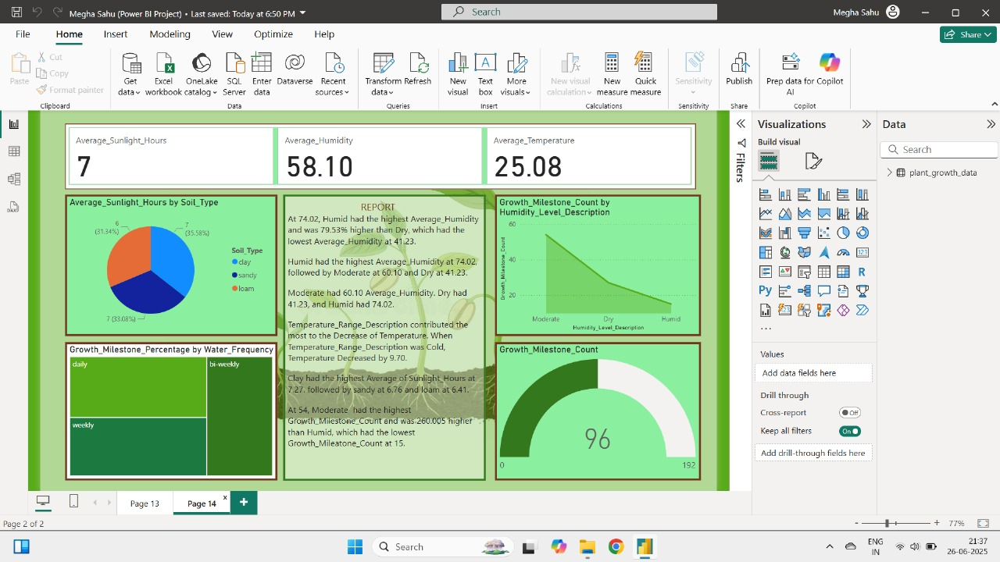 Megha Sahu (Power BI Project) • Last saved: Today at 6:50 PM
Search
Megha Sahu
File Home Insert Modeling View Optimize Help
Share
Paste
Cut
Copy
Format painter
Clipboard
Get data
Excel workbook
OneLake catalog
SQL Server
Enter data
Dataverse
Recent sources
Data
Transform data
Refresh
Queries
New visual
Text box
More visuals
Insert
New visual calculation
New measure
Quick measure
Calculations
Sensitivity
Sensitivity
Publish
Share
Prep data for AI
Copilot
Copilot
Average_Sunlight_Hours
7
Average_Humidity
58.10
Average_Temperature
25.08
Average_Sunlight_Hours by Soil_Type
6
(31.34%)
7
(35.58%)
7 (33.08%)
Soil_Type
clay
sandy
loam
REPORT
At 74.02, Humid had the highest Average_Humidity
and was 79.53% higher than Dry, which had the
lowest Average_Humidity at 41.23.
Humid had the highest Average_Humidity at 74.02,
followed by Moderate at 60.10 and Dry at 41.23.
Moderate had 60.10 Average_Humidity. Dry had
41.23, and Humid had 74.02.
Temperature_Range_Description contributed the
most to the Decrease of Temperature. When
Temperature_Range_Description was Cold,
Temperature Decreased by 9.70.
Clay had the highest Average of Sunlight_Hours at
7.27. followed by sandy at 6.76 and loam at 6.41.
At 54, Moderate had the highest
Growth_Milestone_Count and was 260.005 higher
than Humid, which had the lowest
Growth_Mileatone_Count at 15.
Growth_Milestone_Count by
Humidity_Level_Description
Growth_Milestone_Count
60
40
20
Moderate Dry Humid
Humidity_Level_Description
Growth_Milestone_Percentage by Water_Frequency
daily
bi-weekly
weekly
Growth_Milestone_Count
96
0
192
Filters
Visualizations
Build visual
R
Py
123
Values
Add data fields here
Drill through
Cross-report
Off
Keep all filters
On
Add drill-through fields here
Data
Search
plant_growth_data
Page 13
Page 14
Page 2 of 2
77%
Search
ENG
IN
21:37
26-06-2025